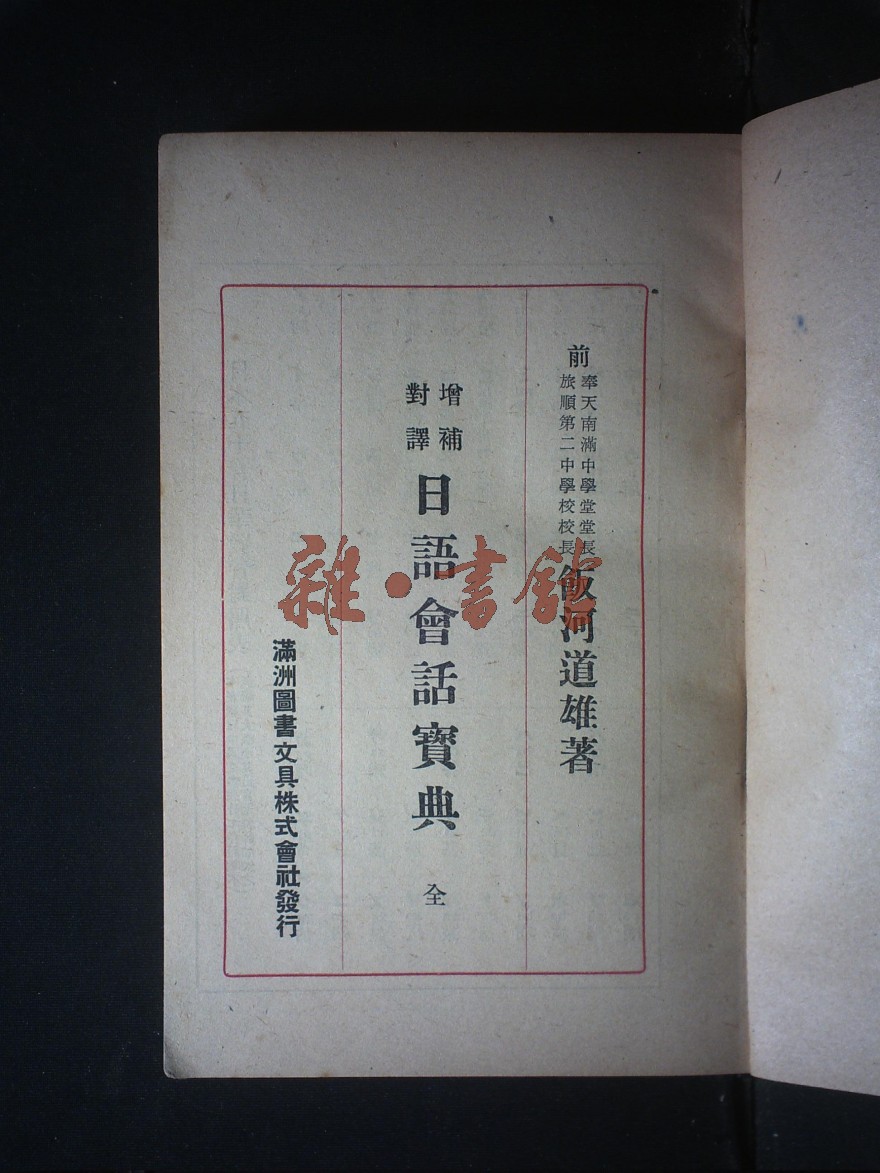 前
奉天南滿中學堂堂長
旅順第二中學校校長
飯河道雄著
增補
對譯
日語會話寶典
全
滿洲圖書文具株式會社發行
雜·書館